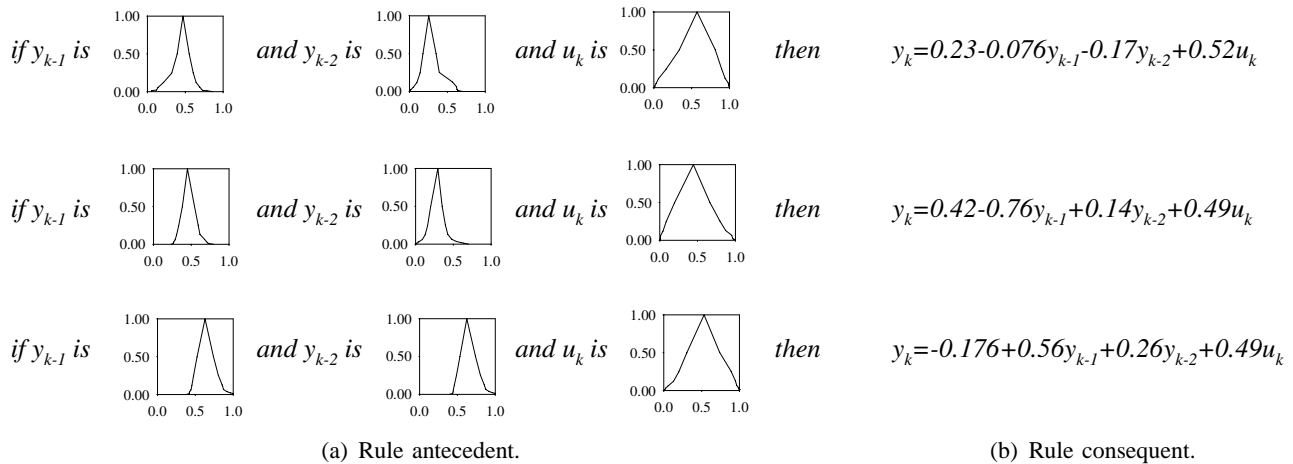 1.00 1.00 1.00
if y_{k-1} is 0.50 and y_{k-2} is 0.50 and u_k is 0.50 then y_k=0.23-0.076y_{k-1}-0.17y_{k-2}+0.52u_k
0.00 0.00 0.00
0.0 0.5 1.0 0.0 0.5 1.0 0.0 0.5 1.0
1.00 1.00 1.00
if y_{k-1} is 0.50 and y_{k-2} is 0.50 and u_k is 0.50 then y_k=0.42-0.76y_{k-1}+0.14y_{k-2}+0.49u_k
0.00 0.00 0.00
0.0 0.5 1.0 0.0 0.5 1.0 0.0 0.5 1.0
1.00 1.00 1.00
if y_{k-1} is 0.50 and y_{k-2} is 0.50 and u_k is 0.50 then y_k=-0.176+0.56y_{k-1}+0.26y_{k-2}+0.49u_k
0.00 0.00 0.00
0.0 0.5 1.0 0.0 0.5 1.0 0.0 0.5 1.0
(a) Rule antecedent. (b) Rule consequent.